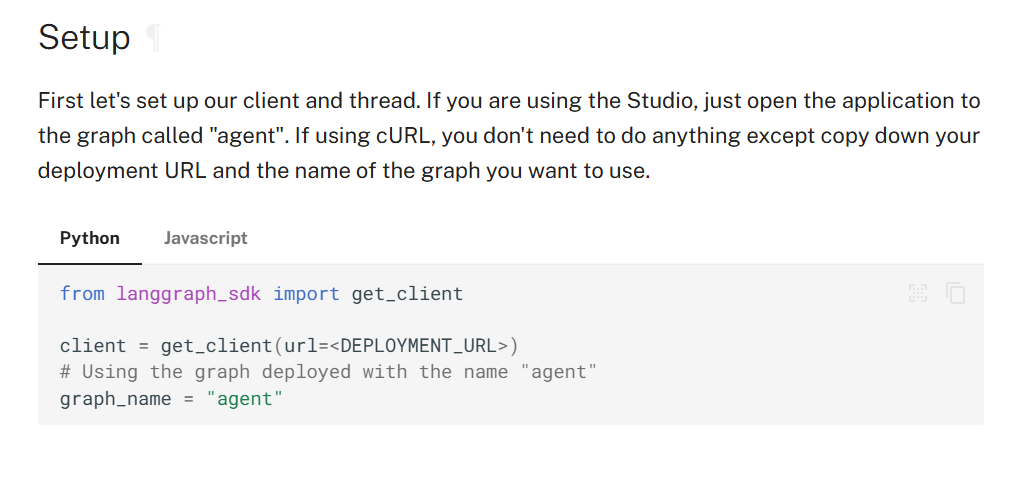 Setup ¶
First let's set up our client and thread. If you are using the Studio, just open the application to
the graph called "agent". If using cURL, you don't need to do anything except copy down your
deployment URL and the name of the graph you want to use.
Python Javascript
from langgraph_sdk import get_client
client = get_client(url=<DEPLOYMENT_URL>)
# Using the graph deployed with the name "agent"
graph_name = "agent"